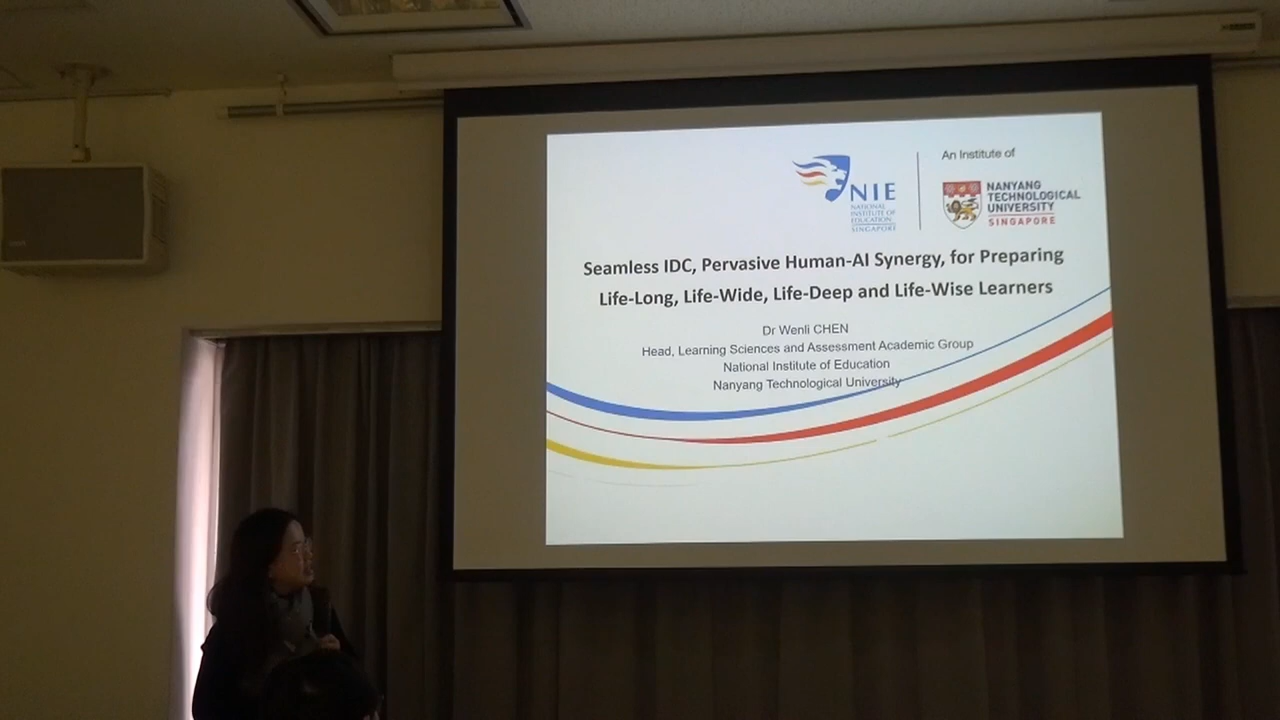 An Institute of
NIE
NATIONAL
INSTITUTE OF
EDUCATION
SINGAPORE
NANYANG
TECHNOLOGICAL
UNIVERSITY
SINGAPORE
Seamless IDC, Pervasive Human-AI Synergy, for Preparing
Life-Long, Life-Wide, Life-Deep and Life-Wise Learners
Dr Wenli CHEN
Head, Learning Sciences and Assessment Academic Group
National Institute of Education
Nanyang Technological University